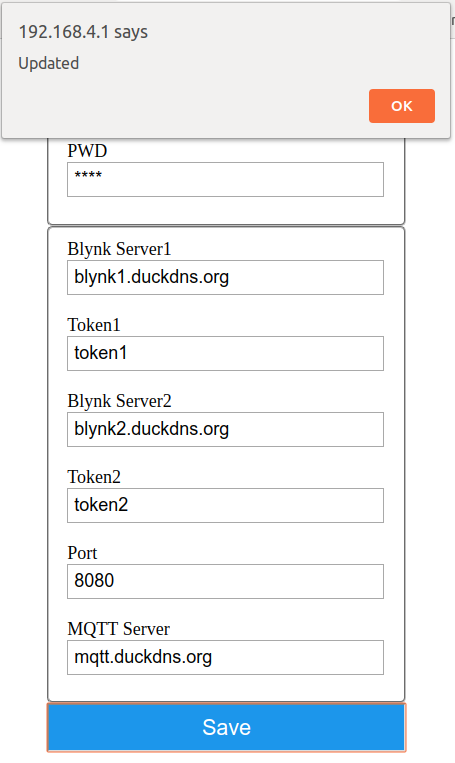 192.168.4.1 says
Updated
OK
PWD
****
Blynk Server1
blynk1.duckdns.org
Token1
token1
Blynk Server2
blynk2.duckdns.org
Token2
token2
Port
8080
MQTT Server
mqtt.duckdns.org
Save